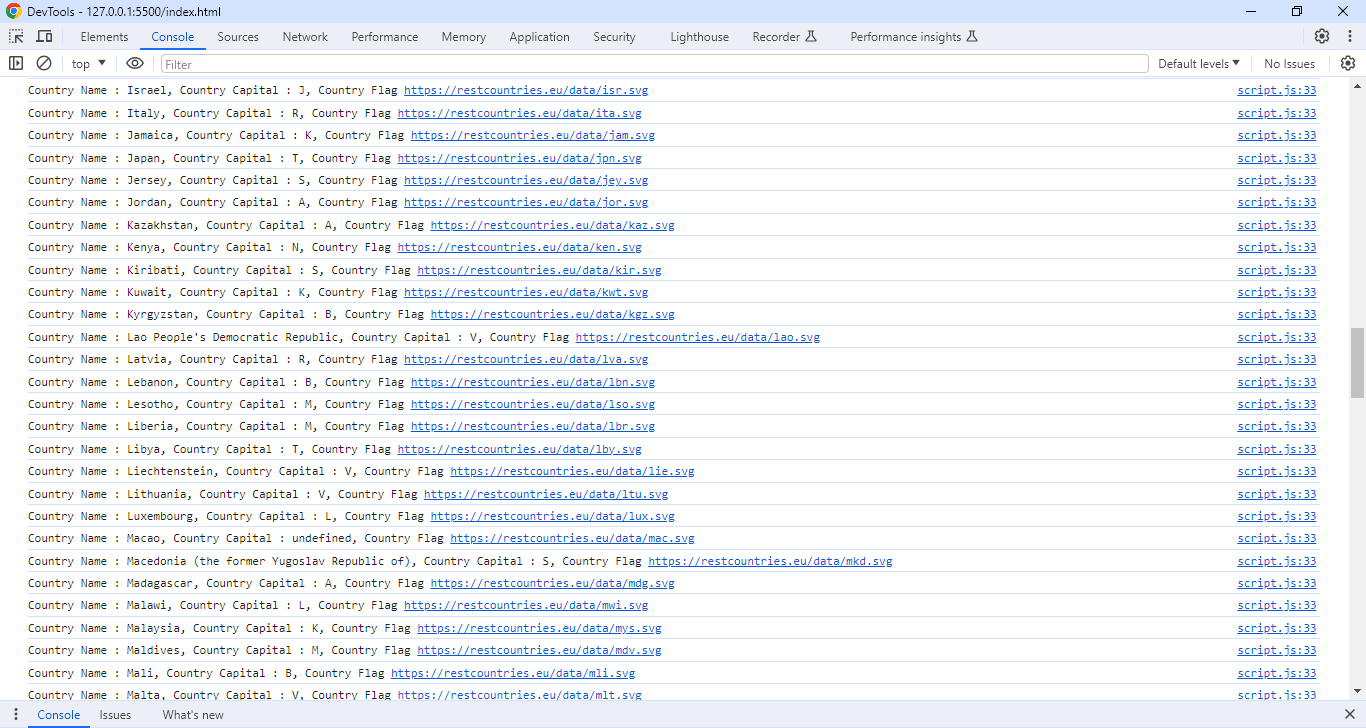 DevTools - 127.0.0.1:5500/index.html
Elements Console Sources Network Performance Memory Application Security Lighthouse Recorder Performance insights
top Filter Default levels No Issues
Country Name : Israel, Country Capital : J, Country Flag https://restcountries.eu/data/isr.svg script.js:33
Country Name : Italy, Country Capital : R, Country Flag https://restcountries.eu/data/ita.svg script.js:33
Country Name : Jamaica, Country Capital : K, Country Flag https://restcountries.eu/data/jam.svg script.js:33
Country Name : Japan, Country Capital : T, Country Flag https://restcountries.eu/data/jpn.svg script.js:33
Country Name : Jersey, Country Capital : S, Country Flag https://restcountries.eu/data/jey.svg script.js:33
Country Name : Jordan, Country Capital : A, Country Flag https://restcountries.eu/data/jor.svg script.js:33
Country Name : Kazakhstan, Country Capital : A, Country Flag https://restcountries.eu/data/kaz.svg script.js:33
Country Name : Kenya, Country Capital : N, Country Flag https://restcountries.eu/data/ken.svg script.js:33
Country Name : Kiribati, Country Capital : S, Country Flag https://restcountries.eu/data/kir.svg script.js:33
Country Name : Kuwait, Country Capital : K, Country Flag https://restcountries.eu/data/kwt.svg script.js:33
Country Name : Kyrgyzstan, Country Capital : B, Country Flag https://restcountries.eu/data/kgz.svg script.js:33
Country Name : Lao People's Democratic Republic, Country Capital : V, Country Flag https://restcountries.eu/data/lao.svg script.js:33
Country Name : Latvia, Country Capital : R, Country Flag https://restcountries.eu/data/lva.svg script.js:33
Country Name : Lebanon, Country Capital : B, Country Flag https://restcountries.eu/data/lbn.svg script.js:33
Country Name : Lesotho, Country Capital : M, Country Flag https://restcountries.eu/data/lso.svg script.js:33
Country Name : Liberia, Country Capital : M, Country Flag https://restcountries.eu/data/lbr.svg script.js:33
Country Name : Libya, Country Capital : T, Country Flag https://restcountries.eu/data/lby.svg script.js:33
Country Name : Liechtenstein, Country Capital : V, Country Flag https://restcountries.eu/data/lie.svg script.js:33
Country Name : Lithuania, Country Capital : V, Country Flag https://restcountries.eu/data/ltu.svg script.js:33
Country Name : Luxembourg, Country Capital : L, Country Flag https://restcountries.eu/data/lux.svg script.js:33
Country Name : Macao, Country Capital : undefined, Country Flag https://restcountries.eu/data/mac.svg script.js:33
Country Name : Macedonia (the former Yugoslav Republic of), Country Capital : S, Country Flag https://restcountries.eu/data/mkd.svg script.js:33
Country Name : Madagascar, Country Capital : A, Country Flag https://restcountries.eu/data/mdg.svg script.js:33
Country Name : Malawi, Country Capital : L, Country Flag https://restcountries.eu/data/mwi.svg script.js:33
Country Name : Malaysia, Country Capital : K, Country Flag https://restcountries.eu/data/mys.svg script.js:33
Country Name : Maldives, Country Capital : M, Country Flag https://restcountries.eu/data/mdv.svg script.js:33
Country Name : Mali, Country Capital : B, Country Flag https://restcountries.eu/data/mli.svg script.js:33
Country Name : Malta, Country Capital : V, Country Flag https://restcountries.eu/data/mlt.svg script.js:33
Console Issues What's new